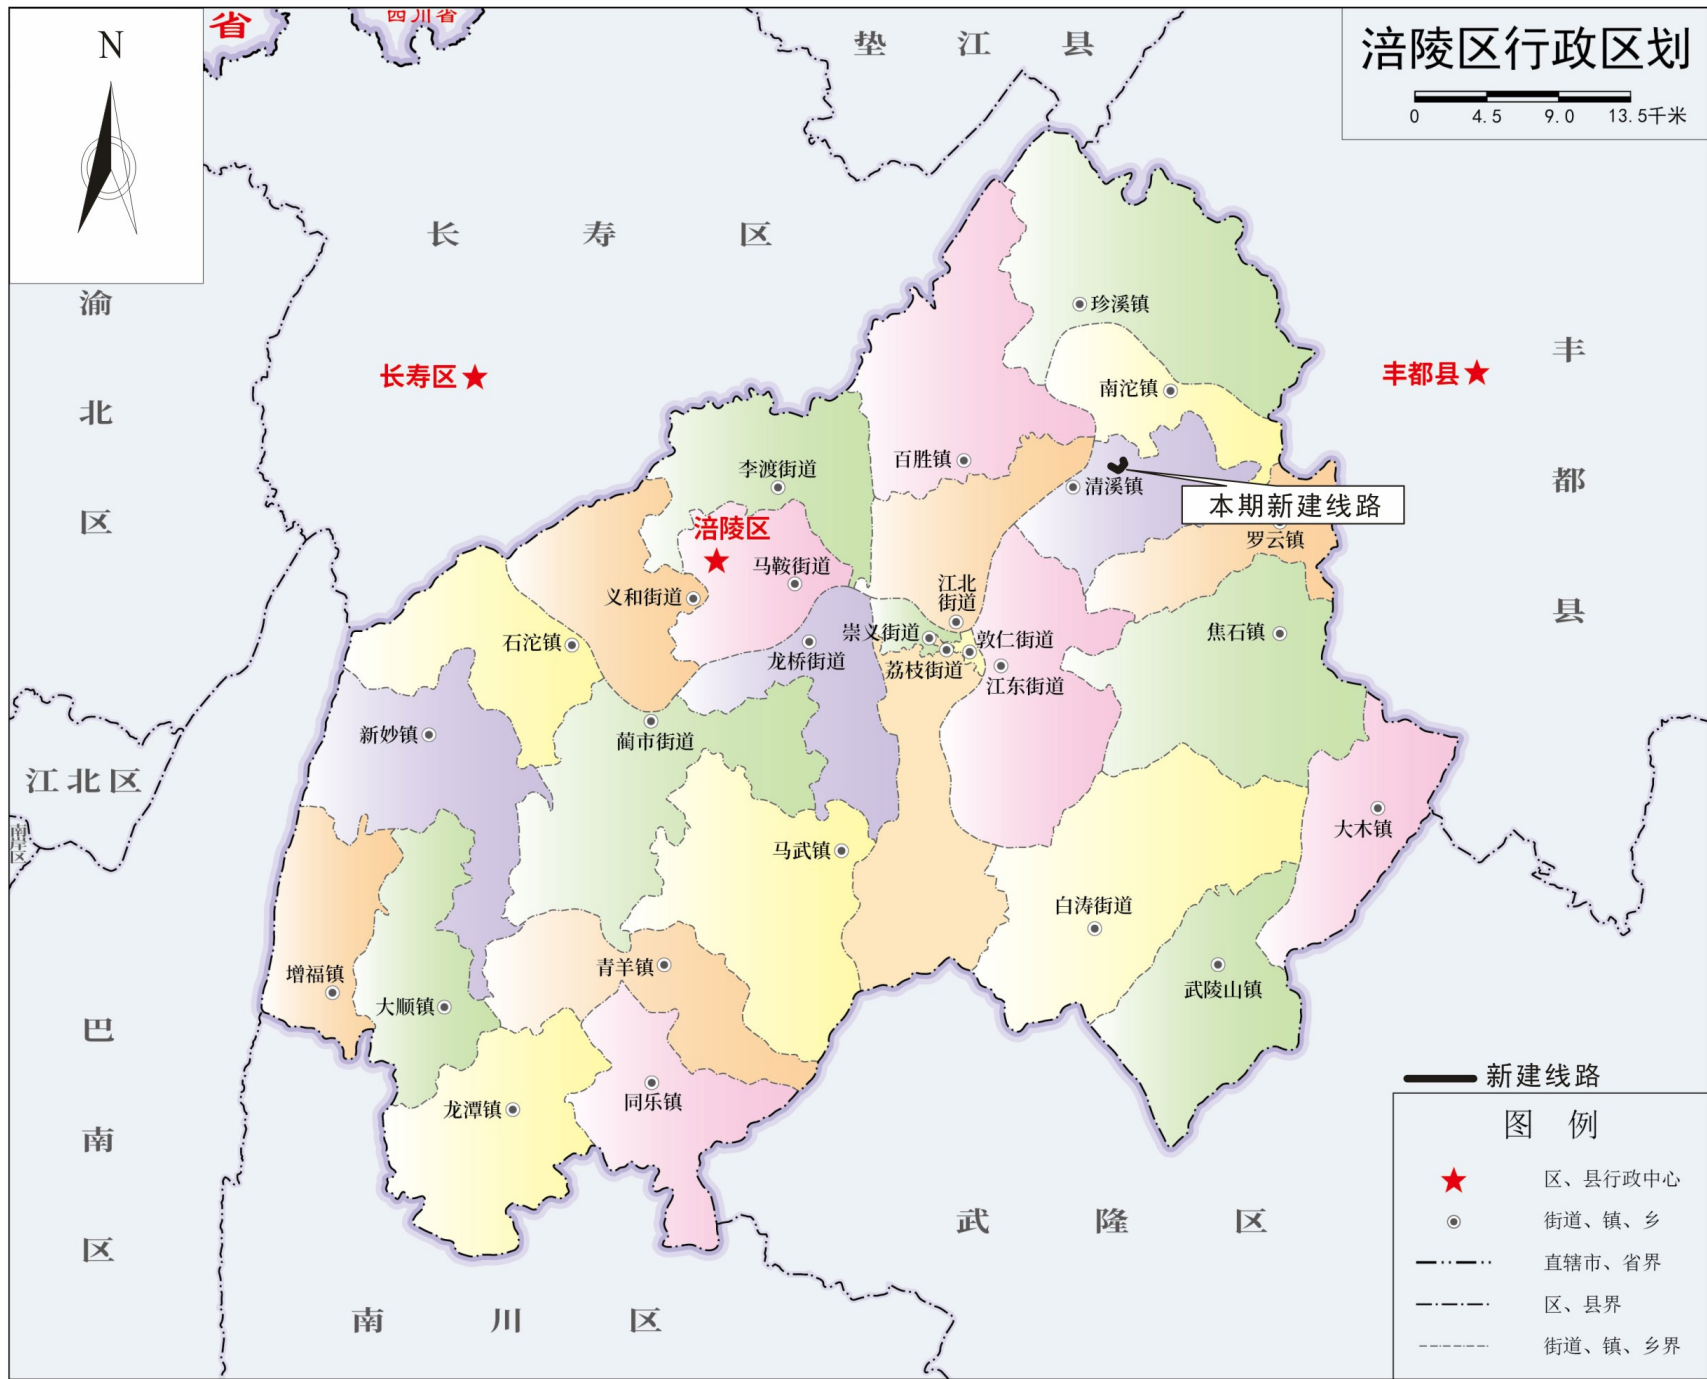 省
四川省
N
垫江县
涪陵区行政区划
0 4.5 9.0 13.5千米
长寿区
渝北区
珍溪镇
丰都县
长寿区
丰都县
南沱镇
百胜镇
李渡街道
清溪镇
本期新建线路
涪陵区
罗云镇
马鞍街道
义和街道
江北
街道
崇义街道
敦仁街道
焦石镇
石沱镇
龙桥街道
荔枝街道
江东街道
新妙镇
蔺市街道
江北区
南岸区
大木镇
马武镇
白涛街道
增福镇
青羊镇
大顺镇
武陵山镇
巴南区
龙潭镇
同乐镇
武隆区
南川区
新建线路
图例
区、县行政中心
街道、镇、乡
直辖市、省界
区、县界
街道、镇、乡界